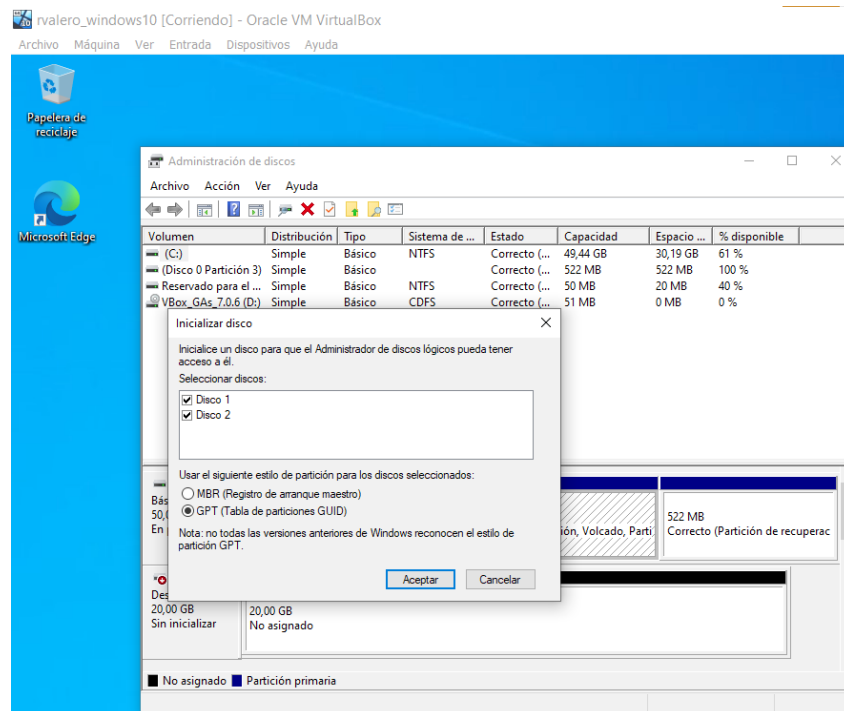 rvalero_windows10 [Corriendo] - Oracle VM VirtualBox
Archivo Máquina Ver Entrada Dispositivos Ayuda
Papelera de
reciclaje
Microsoft Edge
Administración de discos
Archivo Acción Ver Ayuda
Volumen Distribución Tipo Sistema de ... Estado Capacidad Espacio ... % disponible
(C:) Simple Básico NTFS Correcto (... 49,44 GB 30,19 GB 61 %
(Disco 0 Partición 3) Simple Básico Correcto (... 522 MB 522 MB 100 %
Reservado para el ... Simple Básico NTFS Correcto (... 50 MB 20 MB 40 %
VBox_GAs_7.0.6 (D:) Simple Básico CDFS Correcto (... 51 MB 0 MB 0 %
Inicializar disco
Inicialice un disco para que el Administrador de discos lógicos pueda tener
acceso a él.
Seleccionar discos:
Disco 1
Disco 2
Usar el siguiente estilo de partición para los discos seleccionados:
MBR (Registro de arranque maestro)
GPT (Tabla de particiones GUID)
Nota: no todas las versiones anteriores de Windows reconocen el estilo de
partición GPT.
Aceptar Cancelar
Bás
50,0
En
ión, Volcado, Parti
522 MB
Correcto (Partición de recuperac
Des
20,00 GB
Sin inicializar
20,00 GB
No asignado
No asignado Partición primaria